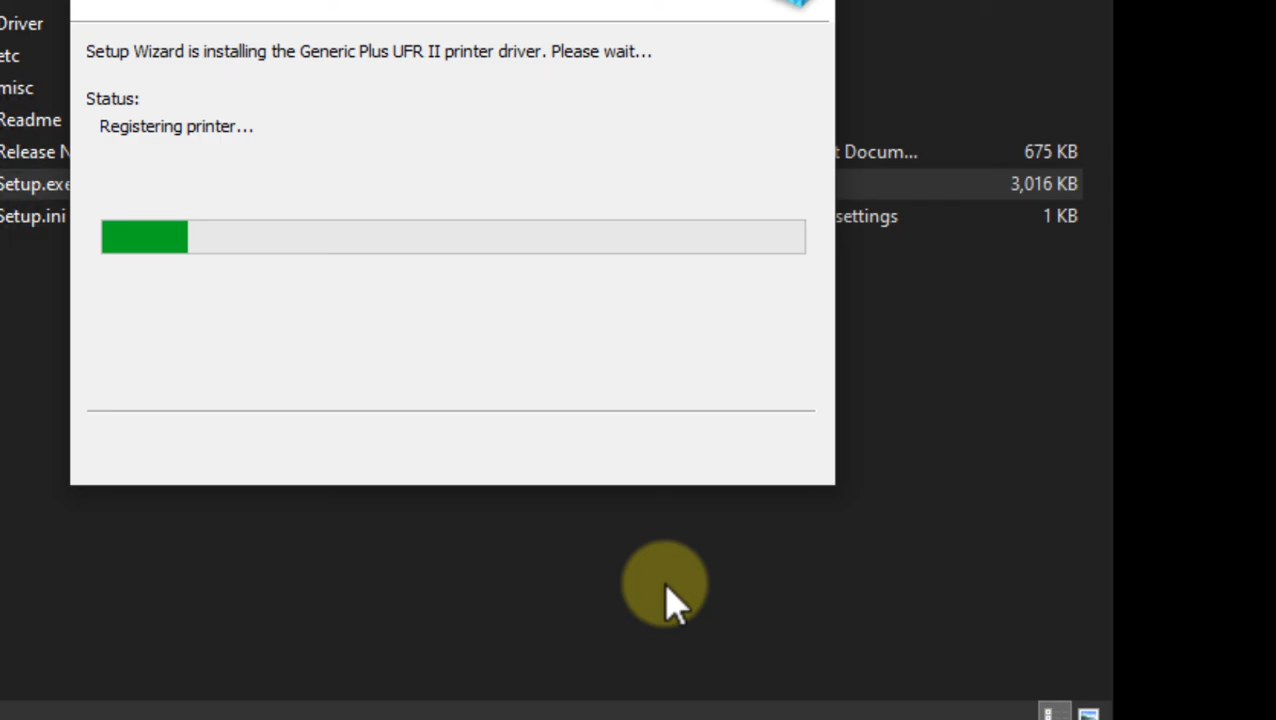 Driver
Setup Wizard is installing the Generic Plus UFR II printer driver. Please wait...
etc
misc
Status:
Readme
Registering printer...
Release N
t Docum...
675 KB
Setup.exe
3,016 KB
Setup.ini
settings
1 KB